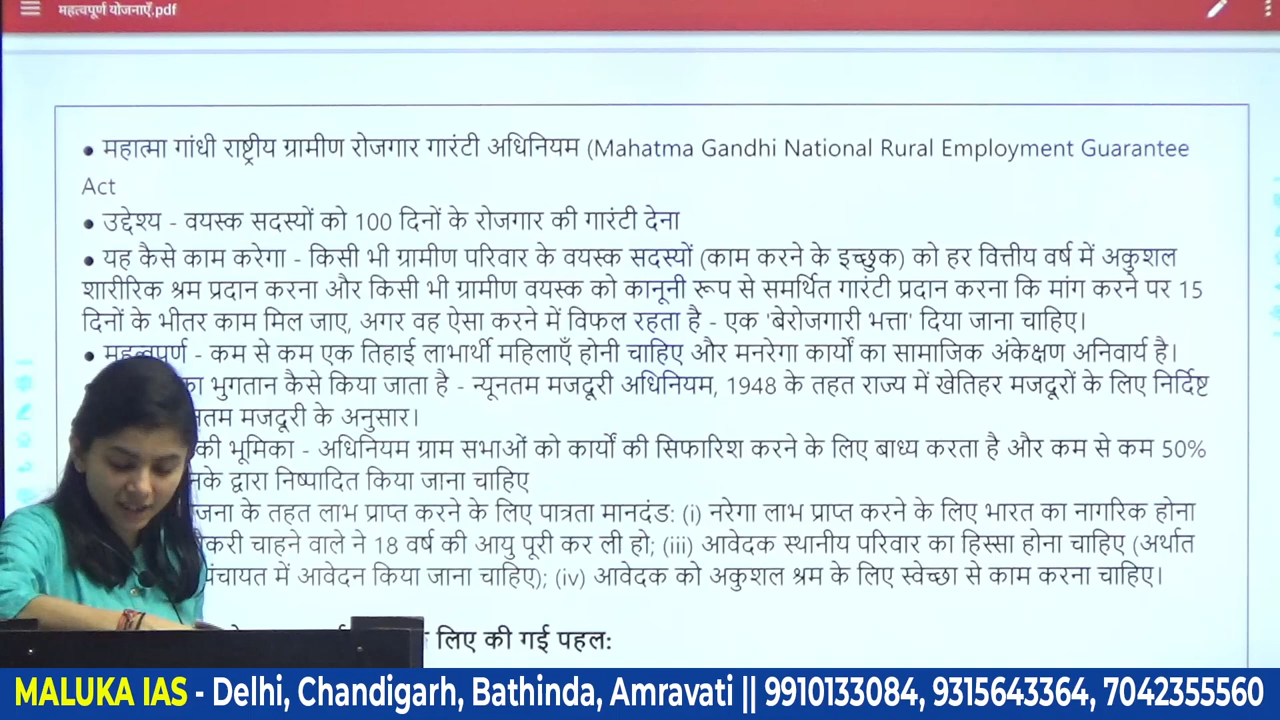 महत्वपूर्ण योजनाएँ.pdf
• महात्मा गांधी राष्ट्रीय ग्रामीण रोजगार गारंटी अधिनियम (Mahatma Gandhi National Rural Employment Guarantee
Act
• उद्देश्य - वयस्क सदस्यों को 100 दिनों के रोजगार की गारंटी देना
• यह कैसे काम करेगा - किसी भी ग्रामीण परिवार के वयस्क सदस्यों (काम करने के इच्छुक) को हर वित्तीय वर्ष में अकुशल
शारीरिक श्रम प्रदान करना और किसी भी ग्रामीण वयस्क को कानूनी रूप से समर्थित गारंटी प्रदान करना कि मांग करने पर 15
दिनों के भीतर काम मिल जाए, अगर वह ऐसा करने में विफल रहता है - एक 'बेरोजगारी भत्ता' दिया जाना चाहिए।
• महत्वपूर्ण - कम से कम एक तिहाई लाभार्थी महिलाएँ होनी चाहिए और मनरेगा कार्यों का सामाजिक अंकेक्षण अनिवार्य है।
का भुगतान कैसे किया जाता है - न्यूनतम मजदूरी अधिनियम, 1948 के तहत राज्य में खेतिहर मजदूरों के लिए निर्दिष्ट
मजदूरी के अनुसार।
की भूमिका - अधिनियम ग्राम सभाओं को कार्यों की सिफारिश करने के लिए बाध्य करता है और कम से कम 50%
द्वारा निष्पादित किया जाना चाहिए
के तहत लाभ प्राप्त करने के लिए पात्रता मानदंड: (i) नरेगा लाभ प्राप्त करने के लिए भारत का नागरिक होना
चाहने वाले ने 18 वर्ष की आयु पूरी कर ली हो; (iii) आवेदक स्थानीय परिवार का हिस्सा होना चाहिए (अर्थात
पंचायत में आवेदन किया जाना चाहिए); (iv) आवेदक को अकुशल श्रम के लिए स्वेच्छा से काम करना चाहिए।
लिए की गई पहल:
MALUKA IAS - Delhi, Chandigarh, Bathinda, Amravati || 9910133084, 9315643364, 7042355560